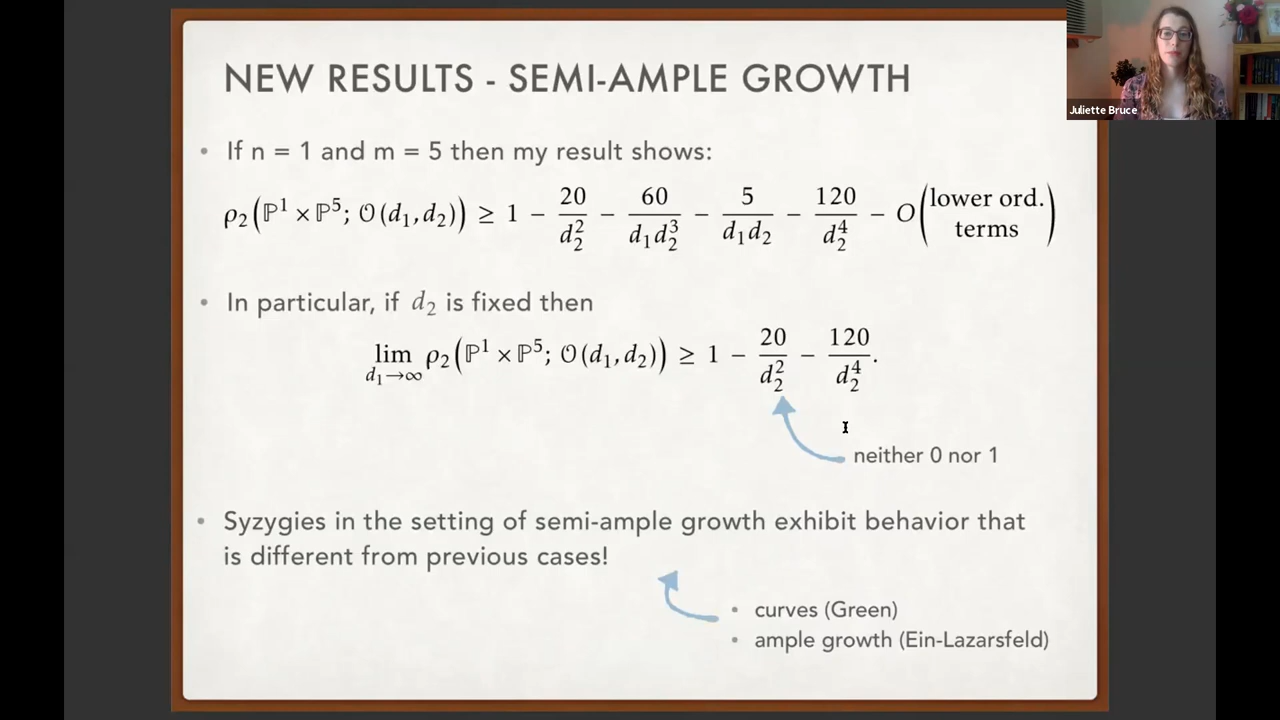 NEW RESULTS - SEMI-AMPLE GROWTH
Juliette Bruce
• If n = 1 and m = 5 then my result shows:
ρ₂(ℙ¹ × ℙ⁵; 𝒪(d₁,d₂)) ≥ 1 − 20/d₂² − 60/d₁d₂³ − 5/d₁d₂ − 120/d₂⁴ − O(lower ord. terms)
• In particular, if d₂ is fixed then
lim d₁→∞ ρ₂(ℙ¹ × ℙ⁵; 𝒪(d₁,d₂)) ≥ 1 − 20/d₂² − 120/d₂⁴.
neither 0 nor 1
• Syzygies in the setting of semi-ample growth exhibit behavior that
is different from previous cases!
• curves (Green)
• ample growth (Ein-Lazarsfeld)